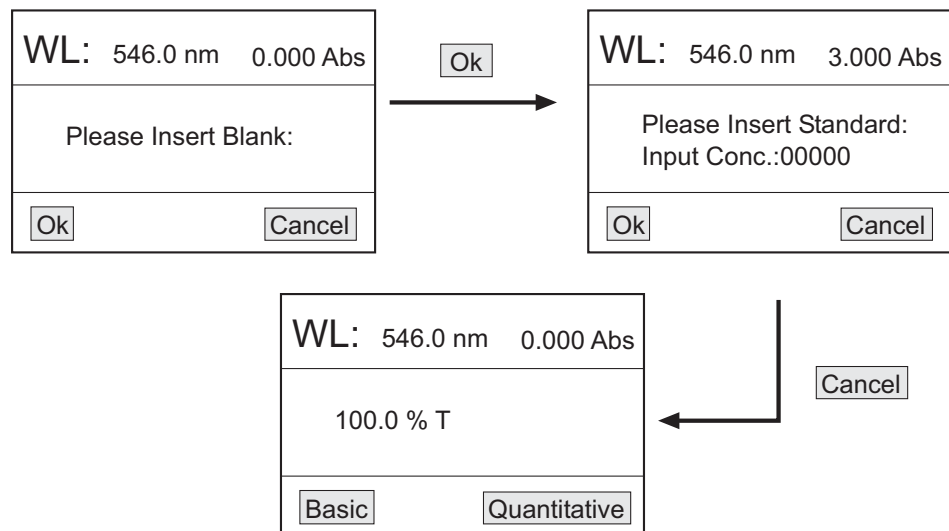 WL: 546.0 nm 0.000 Abs
Please Insert Blank:
Ok Cancel
Ok
WL: 546.0 nm 3.000 Abs
Please Insert Standard:
Input Conc.:00000
Ok Cancel
Cancel
WL: 546.0 nm 0.000 Abs
100.0 % T
Basic Quantitative